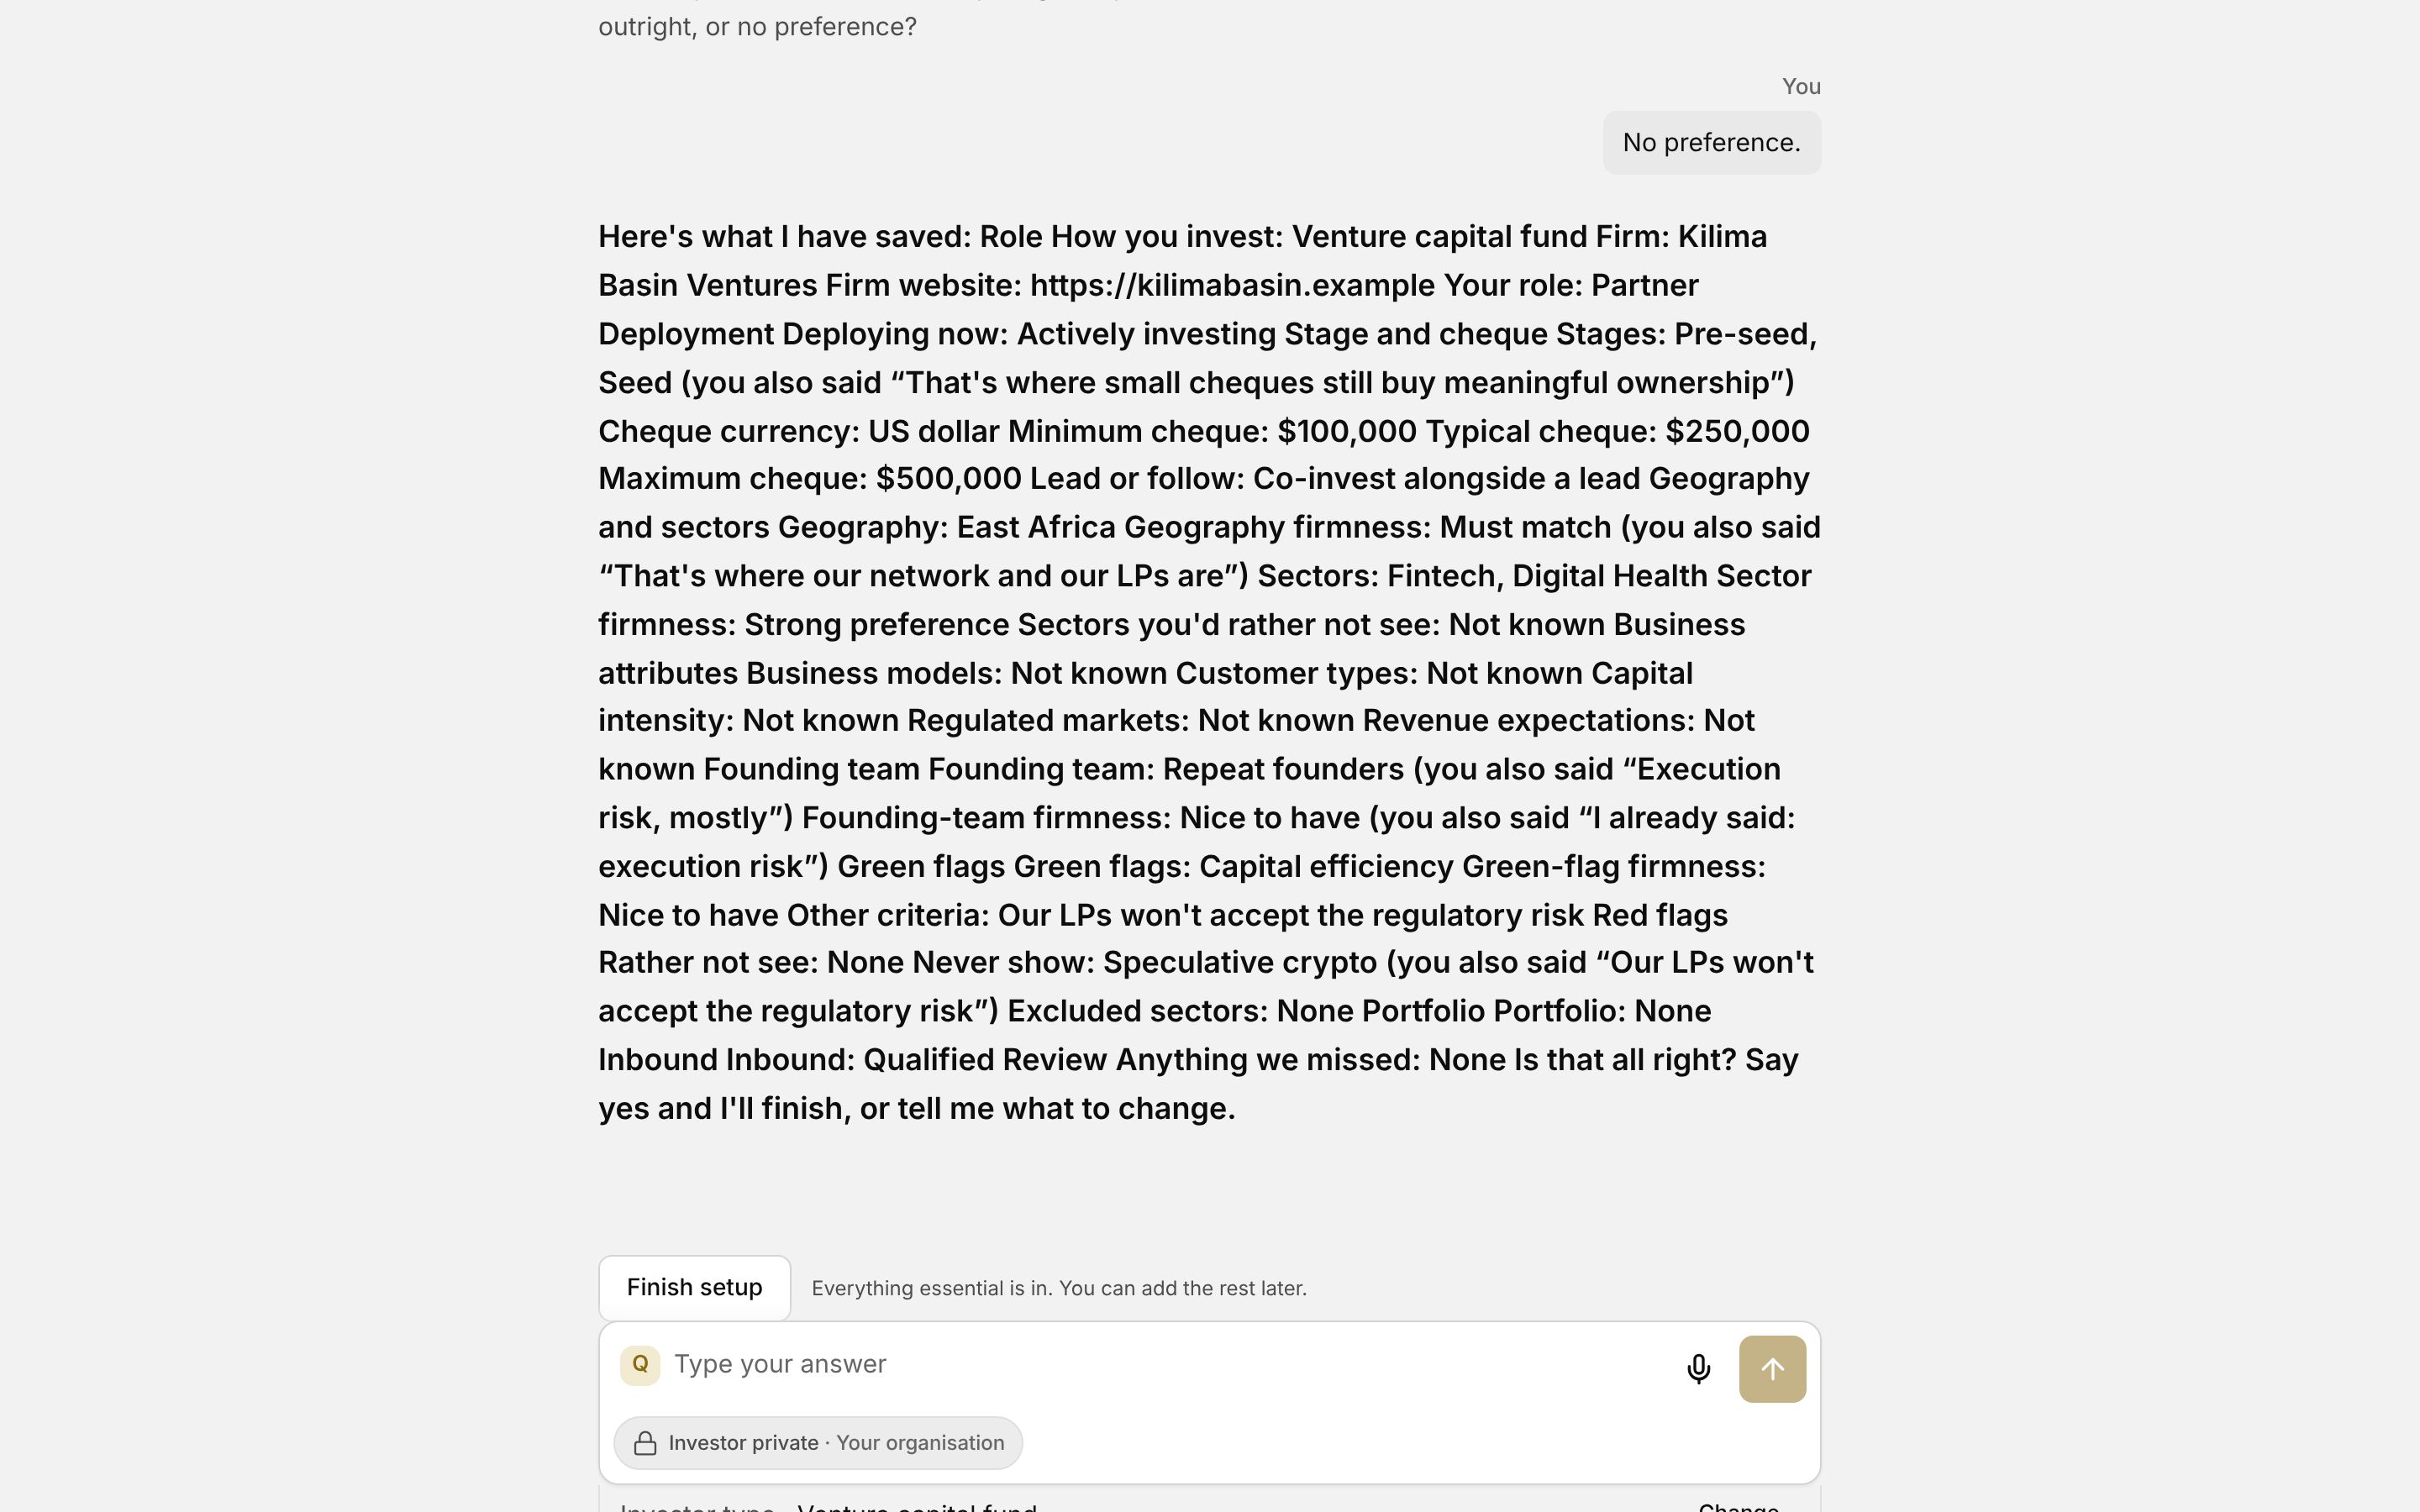 outright, or no preference?
You
No preference.
Here's what I have saved: Role How you invest: Venture capital fund Firm: Kilima
Basin Ventures Firm website: https://kilimabasin.example Your role: Partner
Deployment Deploying now: Actively investing Stage and cheque Stages: Pre-seed,
Seed (you also said “That's where small cheques still buy meaningful ownership”)
Cheque currency: US dollar Minimum cheque: $100,000 Typical cheque: $250,000
Maximum cheque: $500,000 Lead or follow: Co-invest alongside a lead Geography
and sectors Geography: East Africa Geography firmness: Must match (you also said
“That's where our network and our LPs are”) Sectors: Fintech, Digital Health Sector
firmness: Strong preference Sectors you'd rather not see: Not known Business
attributes Business models: Not known Customer types: Not known Capital
intensity: Not known Regulated markets: Not known Revenue expectations: Not
known Founding team Founding team: Repeat founders (you also said “Execution
risk, mostly”) Founding-team firmness: Nice to have (you also said “I already said:
execution risk”) Green flags Green flags: Capital efficiency Green-flag firmness:
Nice to have Other criteria: Our LPs won't accept the regulatory risk Red flags
Rather not see: None Never show: Speculative crypto (you also said “Our LPs won't
accept the regulatory risk”) Excluded sectors: None Portfolio Portfolio: None
Inbound Inbound: Qualified Review Anything we missed: None Is that all right? Say
yes and I'll finish, or tell me what to change.
Finish setup Everything essential is in. You can add the rest later.
Q Type your answer
Investor private · Your organisation
Investor type Venture capital fund Change